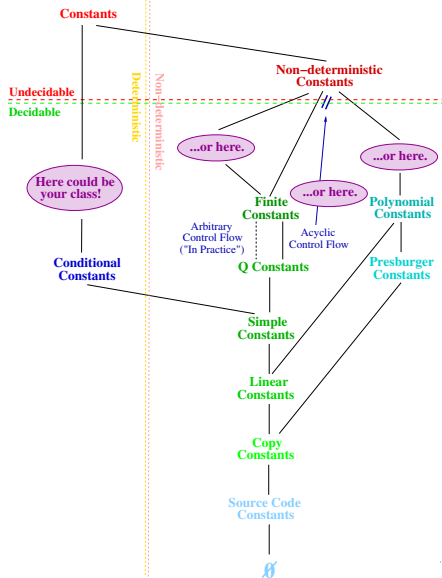 Constants
Non-deterministic
Constants
Undecidable
Decidable
Deterministic
Non-deterministic
...or here.
...or here.
Here could be
your class!
...or here.
Finite
Constants
Polynomial
Constants
Arbitrary
Control Flow
("In Practice")
Acyclic
Control Flow
Conditional
Constants
Q Constants
Presburger
Constants
Simple
Constants
Linear
Constants
Copy
Constants
Source Code
Constants
∅